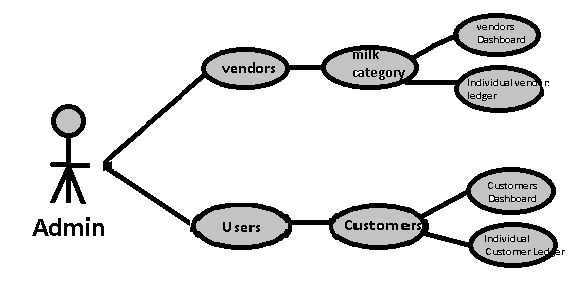 vendors
Dashboard
milk
category
vendors
Individual vendor
ledger
Admin
Users
Customers
Customers
Dashboard
Individual
Customer Ledger